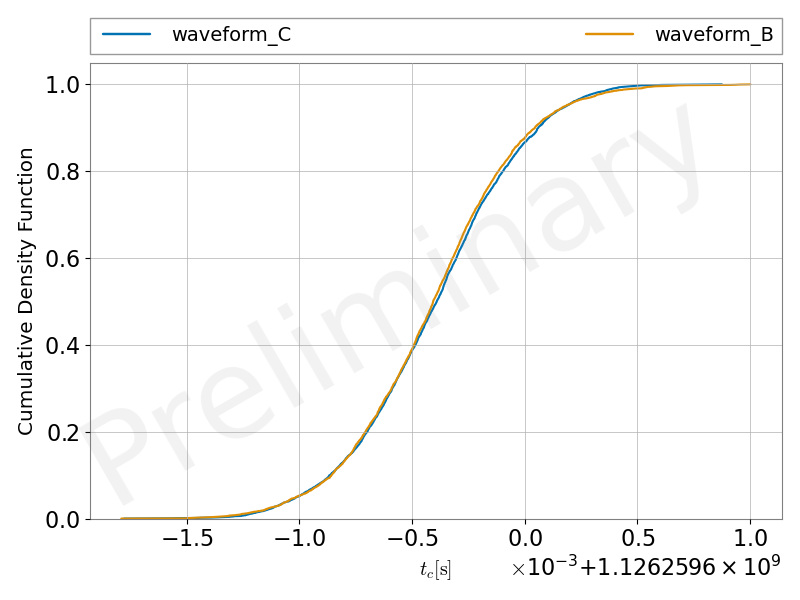 waveform_C waveform_B
1.0
0.8
0.6
0.4
0.2
0.0
Cumulative Density Function
Preliminary
−1.5 −1.0 −0.5 0.0 0.5 1.0
t_c[s] ×10⁻³+1.1262596 × 10⁹